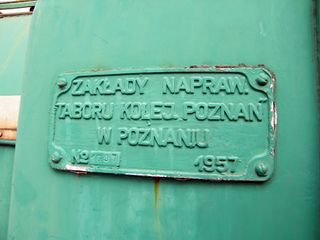 ZAKŁADY NAPRAW.
TABORU KOLEJ. POZNAŃ
W POZNANIU
No 1957